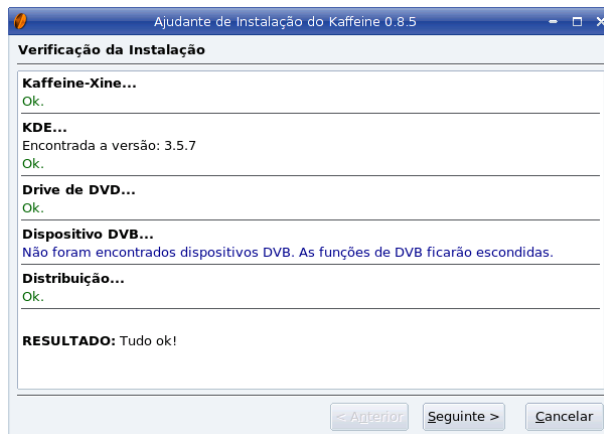 Ajudante de Instalação do Kaffeine 0.8.5
Verificação da Instalação
Kaffeine-Xine...
Ok.
KDE...
Encontrada a versão: 3.5.7
Ok.
Drive de DVD...
Ok.
Dispositivo DVB...
Não foram encontrados dispositivos DVB. As funções de DVB ficarão escondidas.
Distribuição...
Ok.
RESULTADO: Tudo ok!
< Anterior
Seguinte >
Cancelar